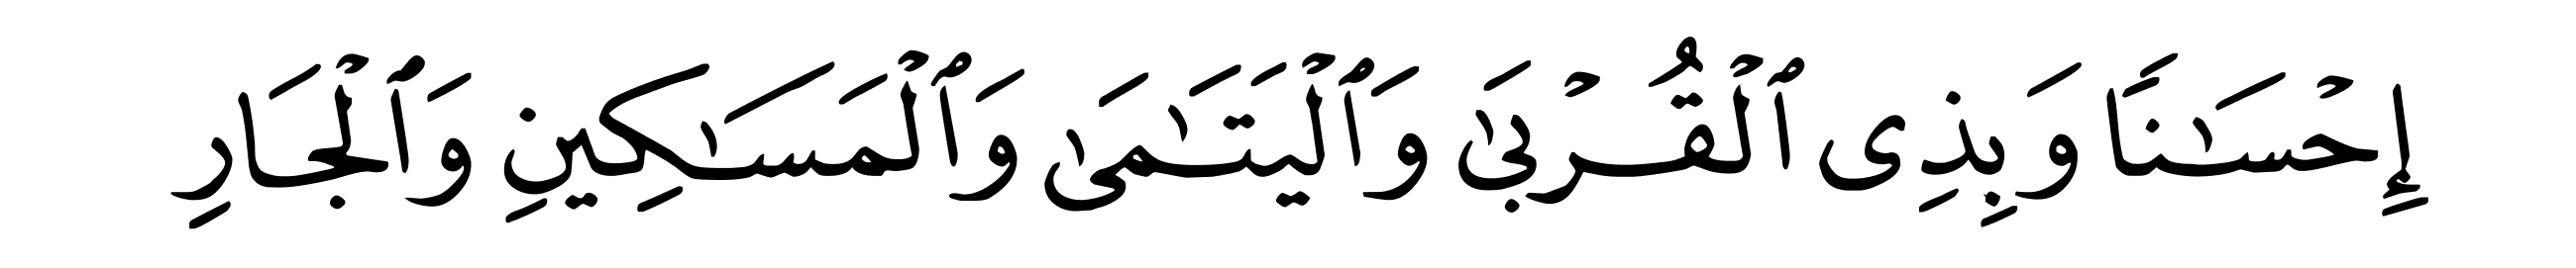 إِحْسَـٰنًا وَبِذِى ٱلْقُرْبَىٰ وَٱلْيَتَـٰمَىٰ وَٱلْمَسَـٰكِينِ وَٱلْجَارِ